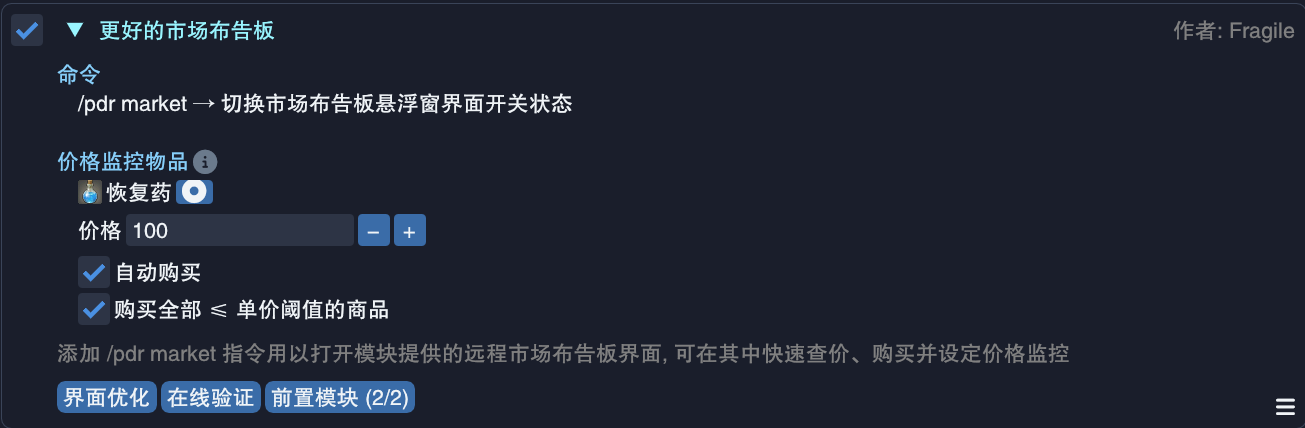 更好的市场布告板
作者: Fragile
命令
/pdr market → 切换市场布告板悬浮窗界面开关状态
价格监控物品
恢复药
价格 100 − +
自动购买
购买全部 ≤ 单价阈值的商品
添加 /pdr market 指令用以打开模块提供的远程市场布告板界面, 可在其中快速查价、购买并设定价格监控
界面优化 在线验证 前置模块 (2/2)